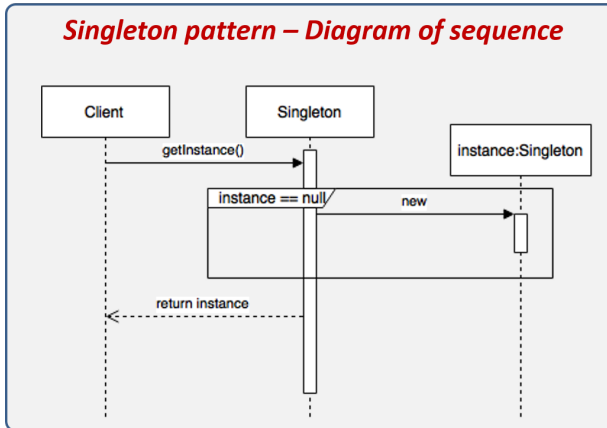 Singleton pattern – Diagram of sequence
Client
Singleton
instance:Singleton
getInstance()
instance == null
new
return instance